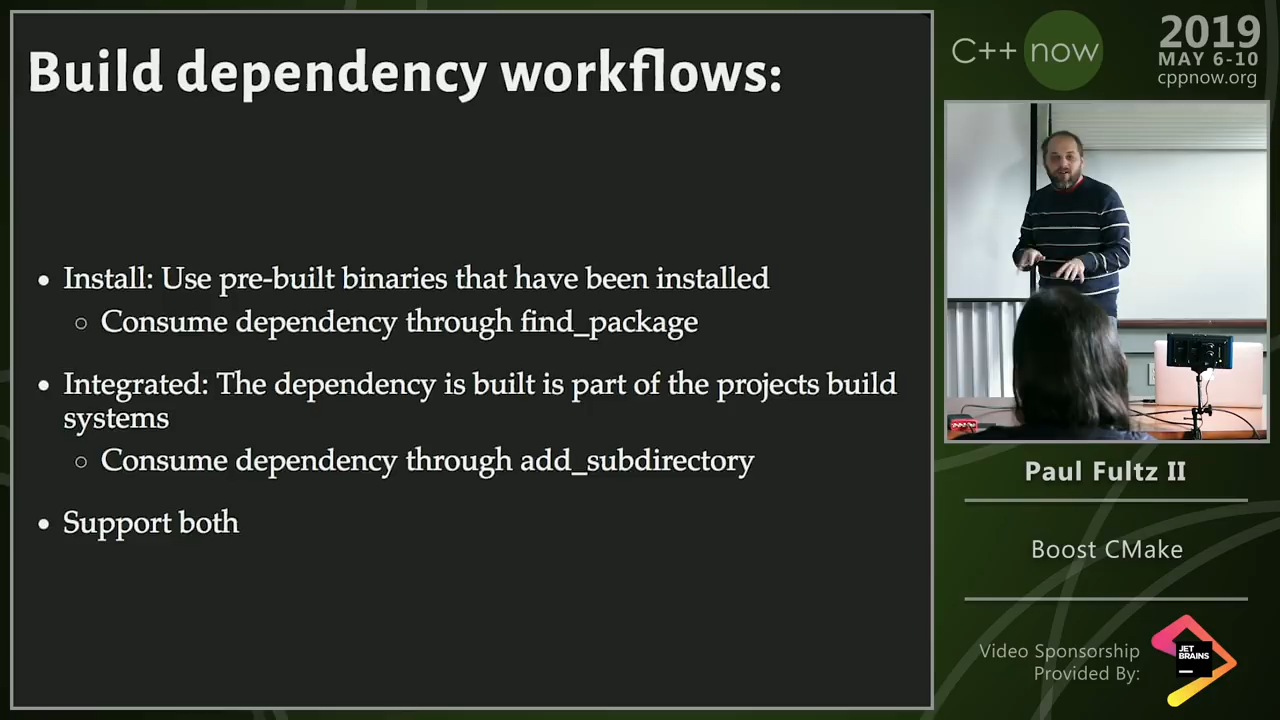 Build dependency workflows:
• Install: Use pre-built binaries that have been installed
○ Consume dependency through find_package
• Integrated: The dependency is built is part of the projects build
systems
○ Consume dependency through add_subdirectory
• Support both
C++ now
2019
MAY 6-10
cppnow.org
Paul Fultz II
Boost CMake
Video Sponsorship
Provided By:
JET
BRAINS